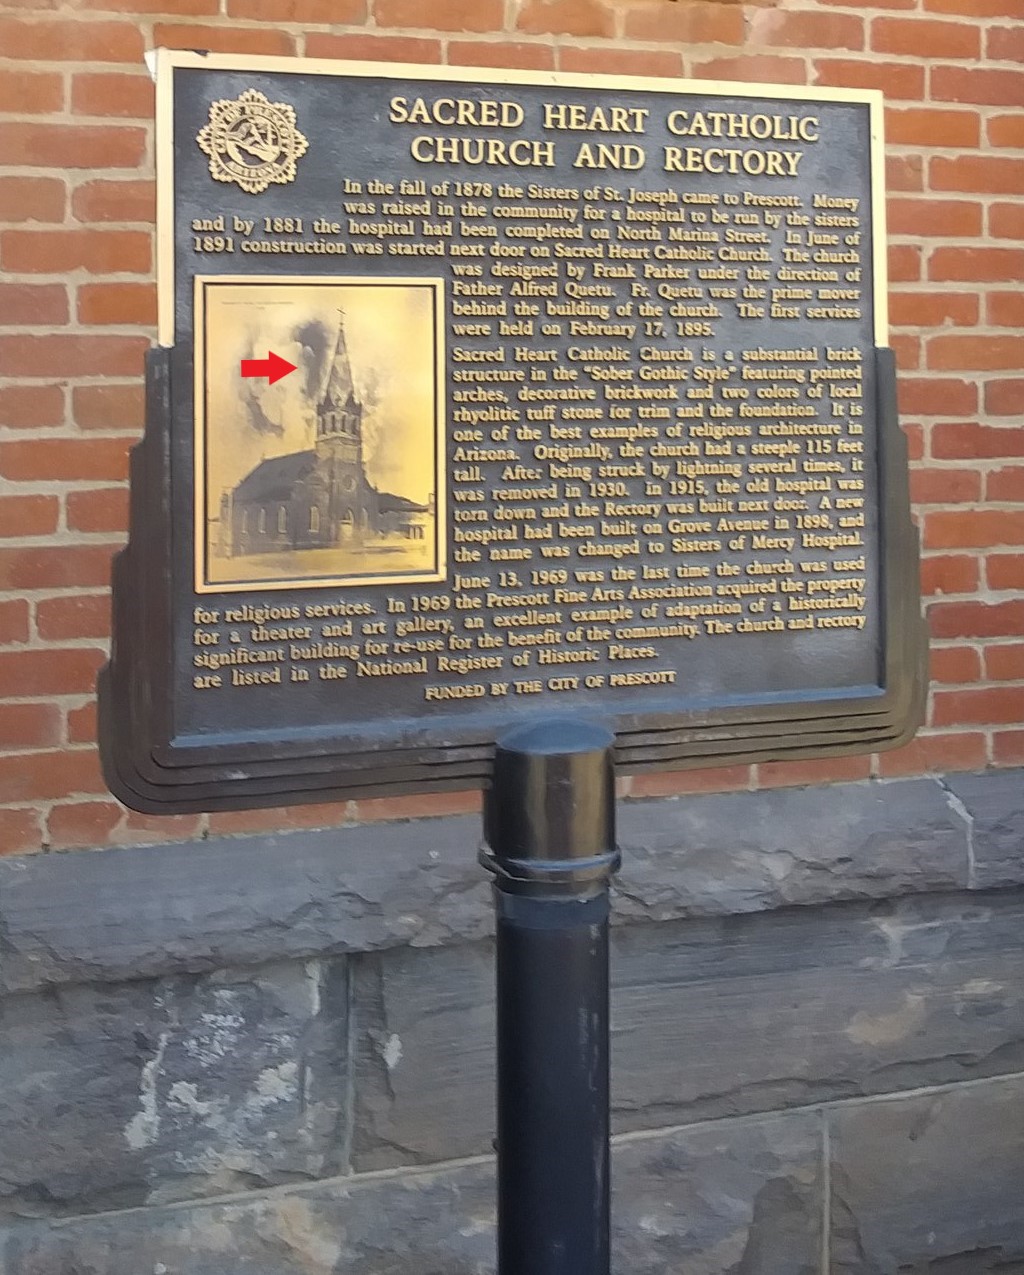 SACRED HEART CATHOLIC
CHURCH AND RECTORY
In the fall of 1878 the Sisters of St. Joseph came to Prescott. Money
was raised in the community for a hospital to be run by the sisters
and by 1881 the hospital had been completed on North Marina Street. In June of
1891 construction was started next door on Sacred Heart Catholic Church. The church
was designed by Frank Parker under the direction of
Father Alfred Quetu. Fr. Quetu was the prime mover
behind the building of the church. The first services
were held on February 17, 1895.
Sacred Heart Catholic Church is a substantial brick
structure in the "Sober Gothic Style" featuring pointed
arches, decorative brickwork and two colors of local
rhyolitic tuff stone for trim and the foundation. It is
one of the best examples of religious architecture in
Arizona. Originally, the church had a steeple 115 feet
tall. After being struck by lightning several times, it
was removed in 1930. In 1915, the old hospital was
torn down and the Rectory was built next door. A new
hospital had been built on Grove Avenue in 1898, and
the name was changed to Sisters of Mercy Hospital.
June 13, 1969 was the last time the church was used
for religious services. In 1969 the Prescott Fine Arts Association acquired the property
for a theater and art gallery, an excellent example of adaptation of a historically
significant building for re-use for the benefit of the community. The church and rectory
are listed in the National Register of Historic Places.
FUNDED BY THE CITY OF PRESCOTT